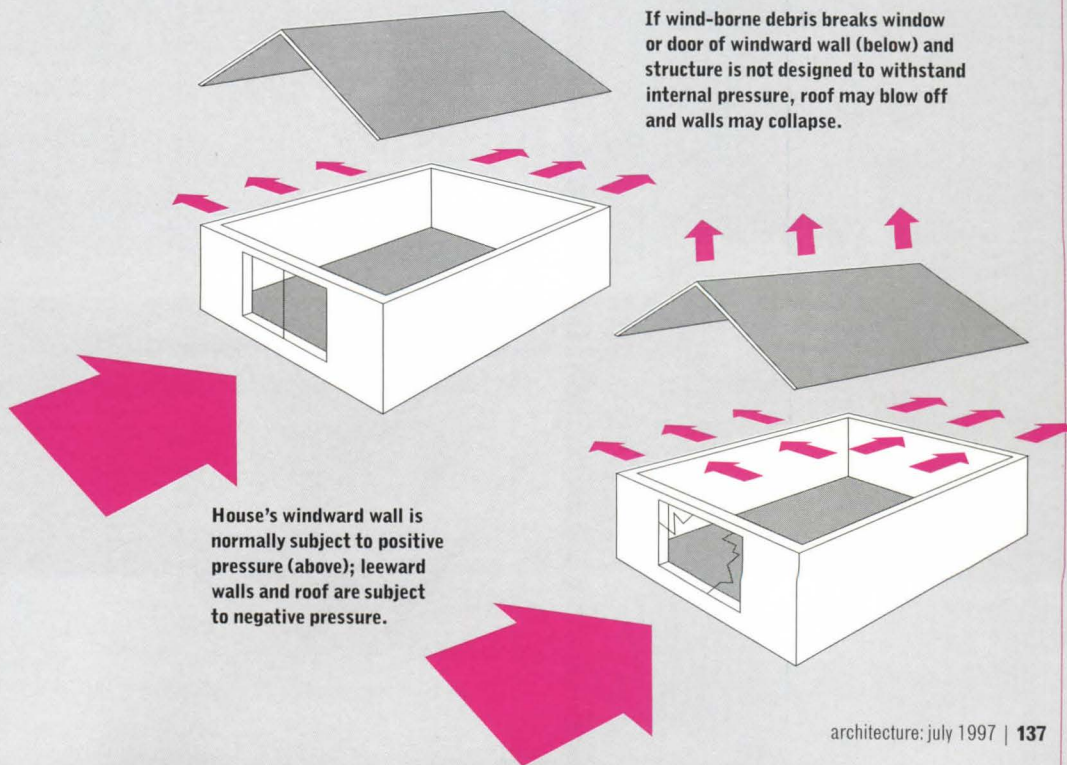 If wind-borne debris breaks window
or door of windward wall (below) and
structure is not designed to withstand
internal pressure, roof may blow off
and walls may collapse.
House's windward wall is
normally subject to positive
pressure (above); leeward
walls and roof are subject
to negative pressure.
architecture: july 1997 | 137